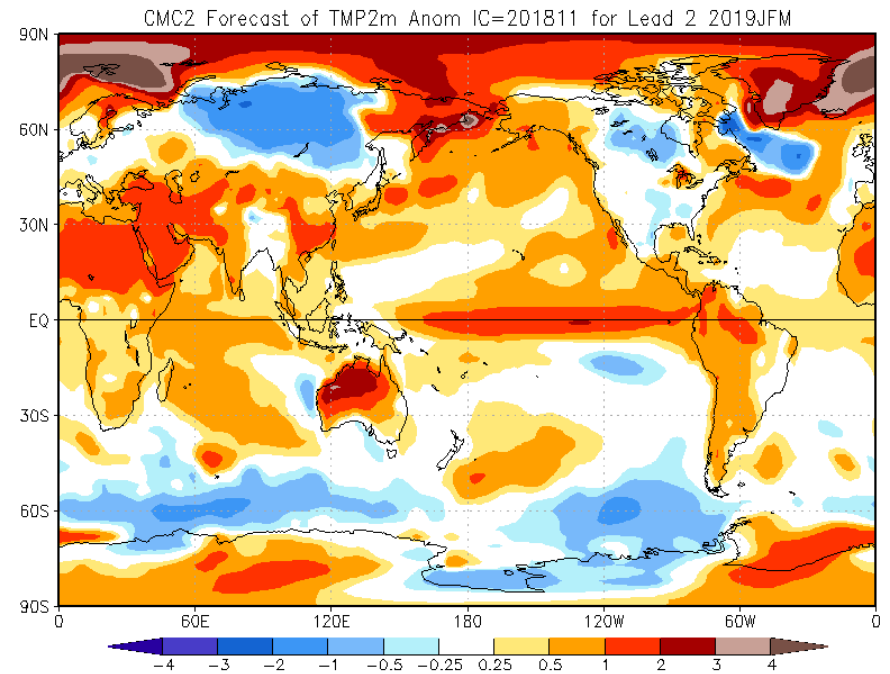 CMC2 Forecast of TMP2m Anom IC=201811 for Lead 2 2019JFM
90N
60N
30N
EQ
30S
60S
90S
0 60E 120E 180 120W 60W 0
-4 -3 -2 -1 -0.5 -0.25 0.25 0.5 1 2 3 4